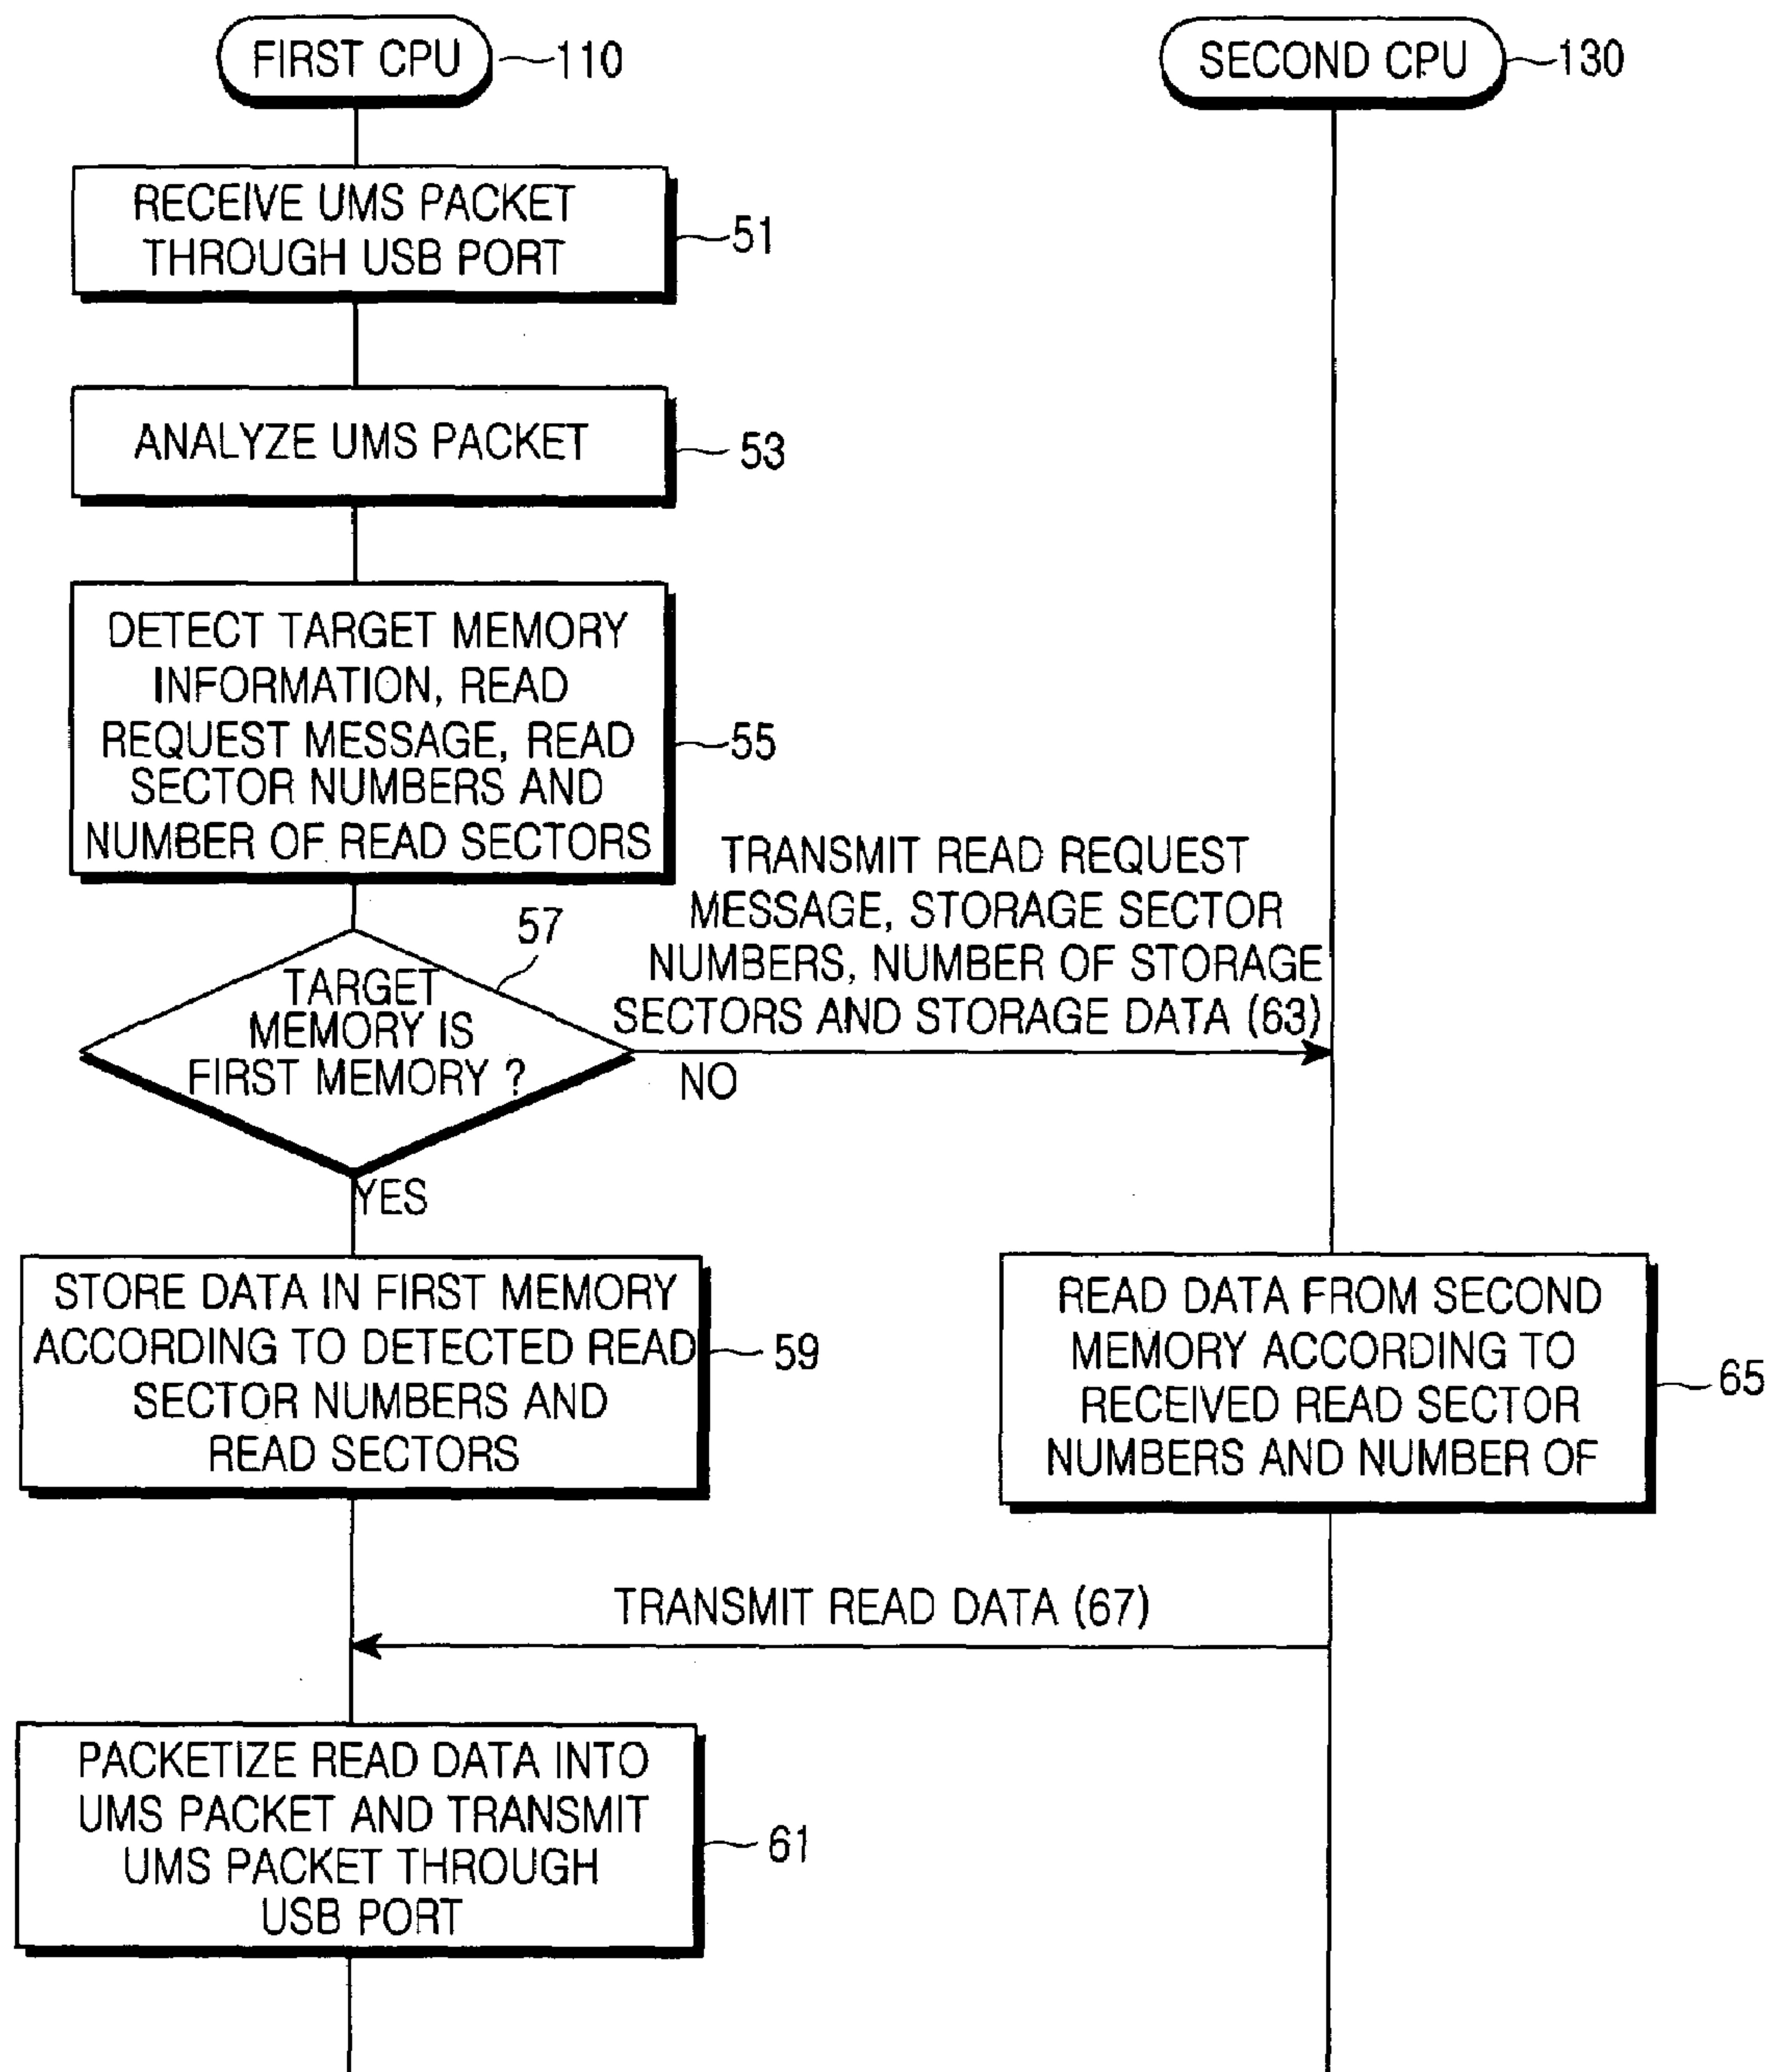 FIRST CPU
110
SECOND CPU
130
RECEIVE UMS PACKET
THROUGH USB PORT
51
ANALYZE UMS PACKET
53
DETECT TARGET MEMORY
INFORMATION, READ
REQUEST MESSAGE, READ
SECTOR NUMBERS AND
NUMBER OF READ SECTORS
55
TRANSMIT READ REQUEST
MESSAGE, STORAGE SECTOR
NUMBERS, NUMBER OF STORAGE
SECTORS AND STORAGE DATA (63)
57
TARGET
MEMORY IS
FIRST MEMORY ?
NO
YES
STORE DATA IN FIRST MEMORY
ACCORDING TO DETECTED READ
SECTOR NUMBERS AND
READ SECTORS
59
READ DATA FROM SECOND
MEMORY ACCORDING TO
RECEIVED READ SECTOR
NUMBERS AND NUMBER OF
65
TRANSMIT READ DATA (67)
PACKETIZE READ DATA INTO
UMS PACKET AND TRANSMIT
UMS PACKET THROUGH
USB PORT
61